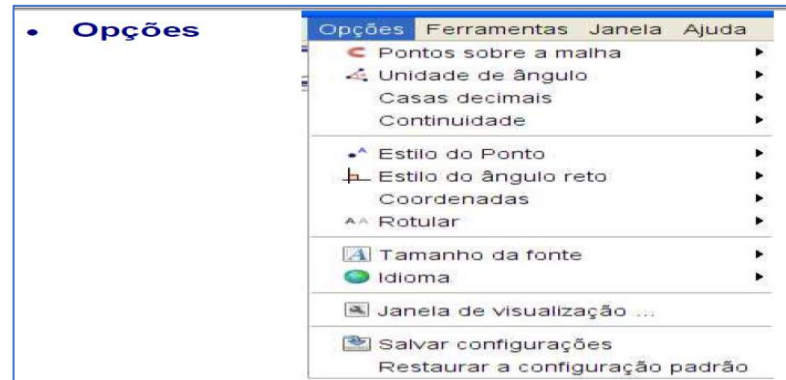 • Opções
Opções Ferramentas Janela Ajuda
Pontos sobre a malha
Unidade de ângulo
Casas decimais
Continuidade
Estilo do Ponto
Estilo do ângulo reto
Coordenadas
Rotular
Tamanho da fonte
Idioma
Janela de visualização ...
Salvar configurações
Restaurar a configuração padrão